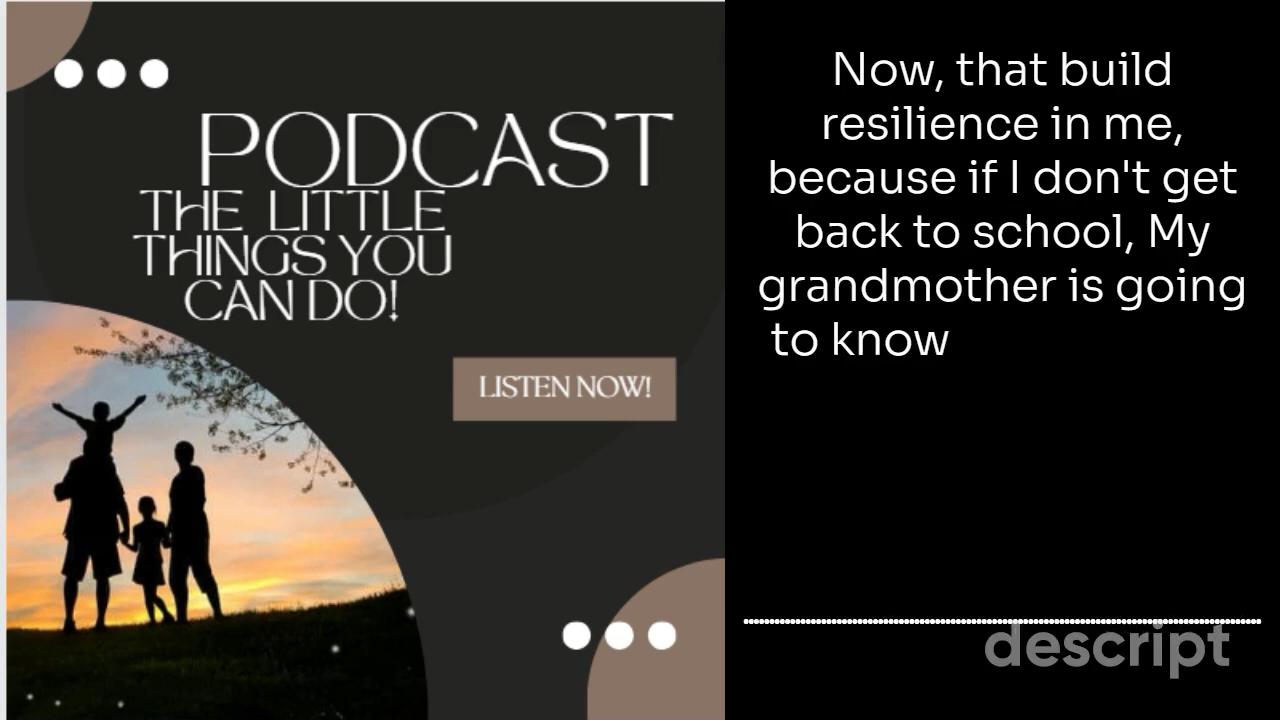 PODCAST
THE LITTLE
THINGS YOU
CAN DO!
LISTEN NOW!
Now, that build
resilience in me,
because if I don't get
back to school, My
grandmother is going
to know
descript